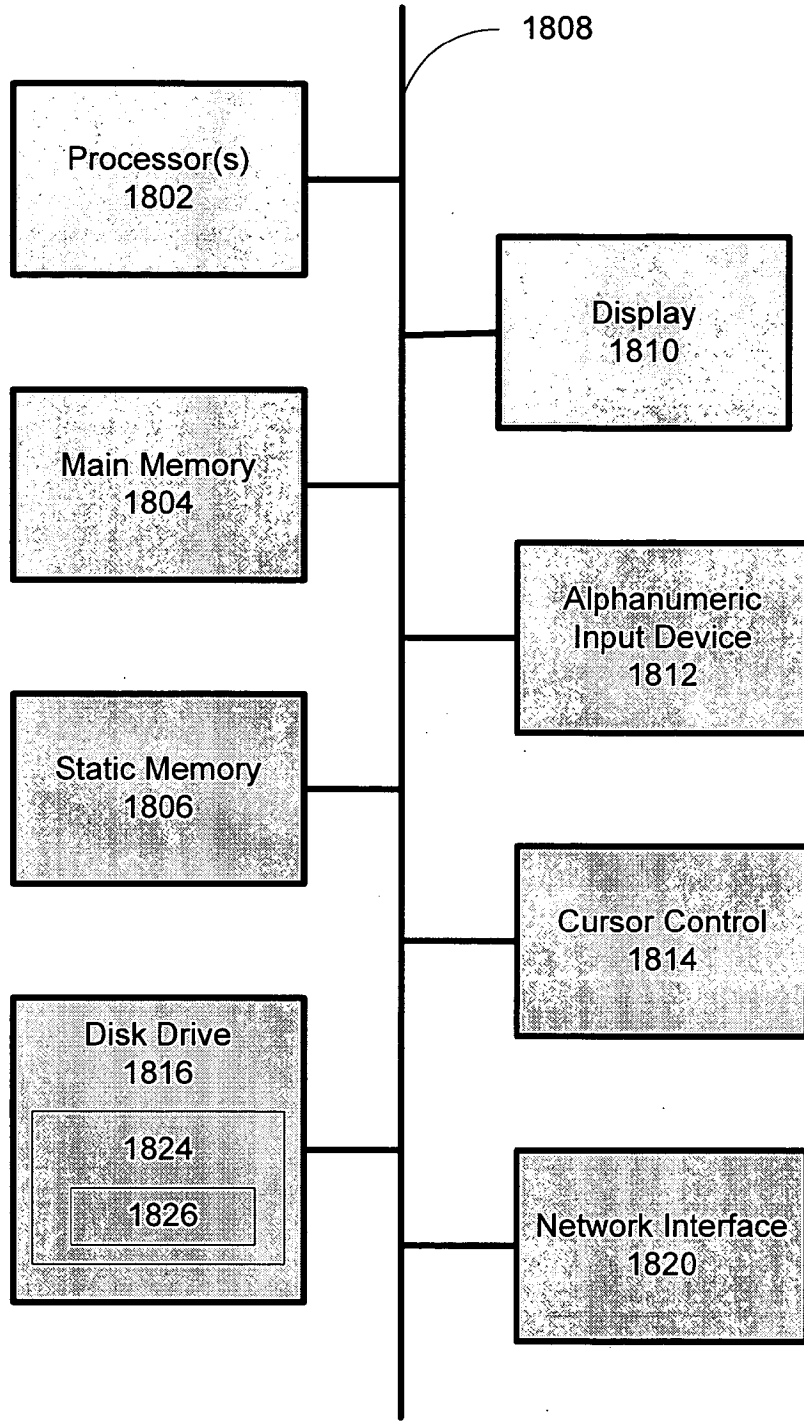 1808
Processor(s)
1802
Display
1810
Main Memory
1804
Alphanumeric
Input Device
1812
Static Memory
1806
Cursor Control
1814
Disk Drive
1816
1824
1826
Network Interface
1820